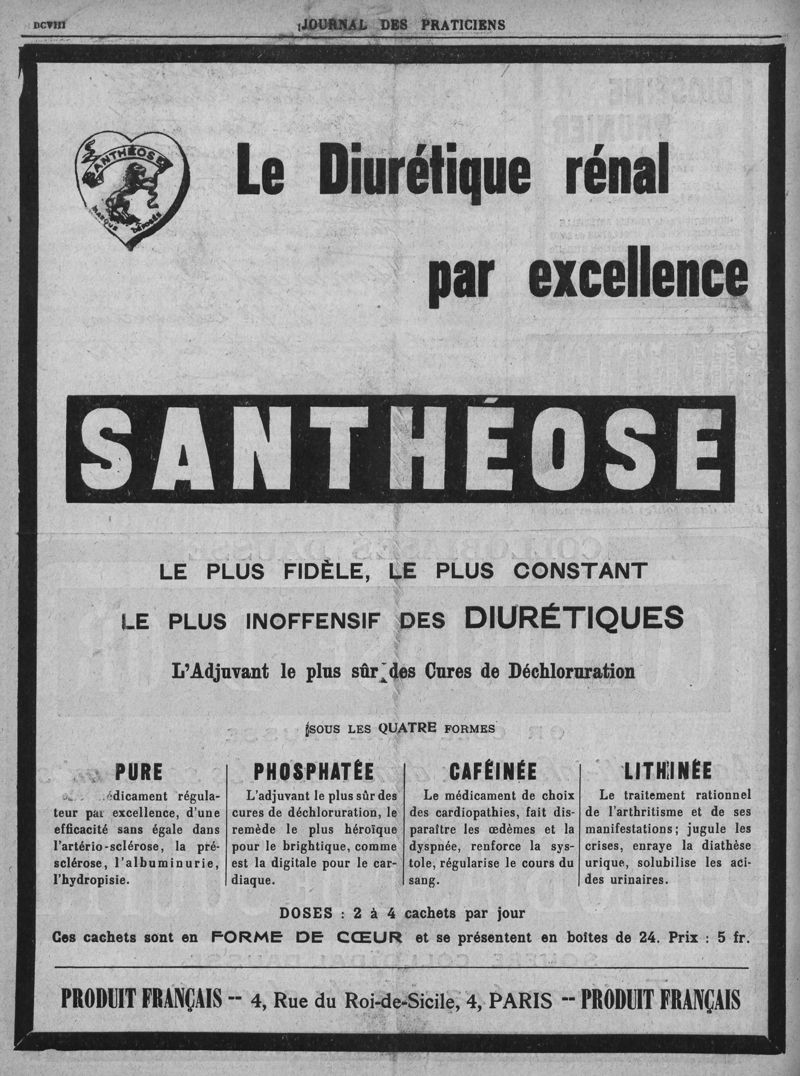 DCVIII
JOURNAL DES PRATICIENS
SANTHÉOSE
MARQUE DÉPOSÉE
Le Diurétique rénal
par excellence
SANTHÉOSE
LE PLUS FIDÈLE, LE PLUS CONSTANT
LE PLUS INOFFENSIF DES DIURÉTIQUES
L'Adjuvant le plus sûr des Cures de Déchloruration
SOUS LES QUATRE FORMES
PURE
édicament régula-
teur par excellence, d'une
efficacité sans égale dans
l'artério-sclérose, la pré-
sclérose, l'albuminurie,
l'hydropisie.
PHOSPHATÉE
L'adjuvant le plus sûr des
cures de déchloruration, le
remède le plus héroïque
pour le brightique, comme
est la digitale pour le car-
diaque.
CAFÉINÉE
Le médicament de choix
des cardiopathies, fait dis-
paraître les œdèmes et la
dyspnée, renforce la sys-
tole, régularise le cours du
sang.
LITHINÉE
Le traitement rationnel
de l'arthritisme et de ses
manifestations; jugule les
crises, enraye la diathèse
urique, solubilise les aci-
des urinaires.
DOSES : 2 à 4 cachets par jour
Ces cachets sont en FORME DE CŒUR et se présentent en boîtes de 24. Prix : 5 fr.
PRODUIT FRANÇAIS -- 4, Rue du Roi-de-Sicile, 4, PARIS -- PRODUIT FRANÇAIS